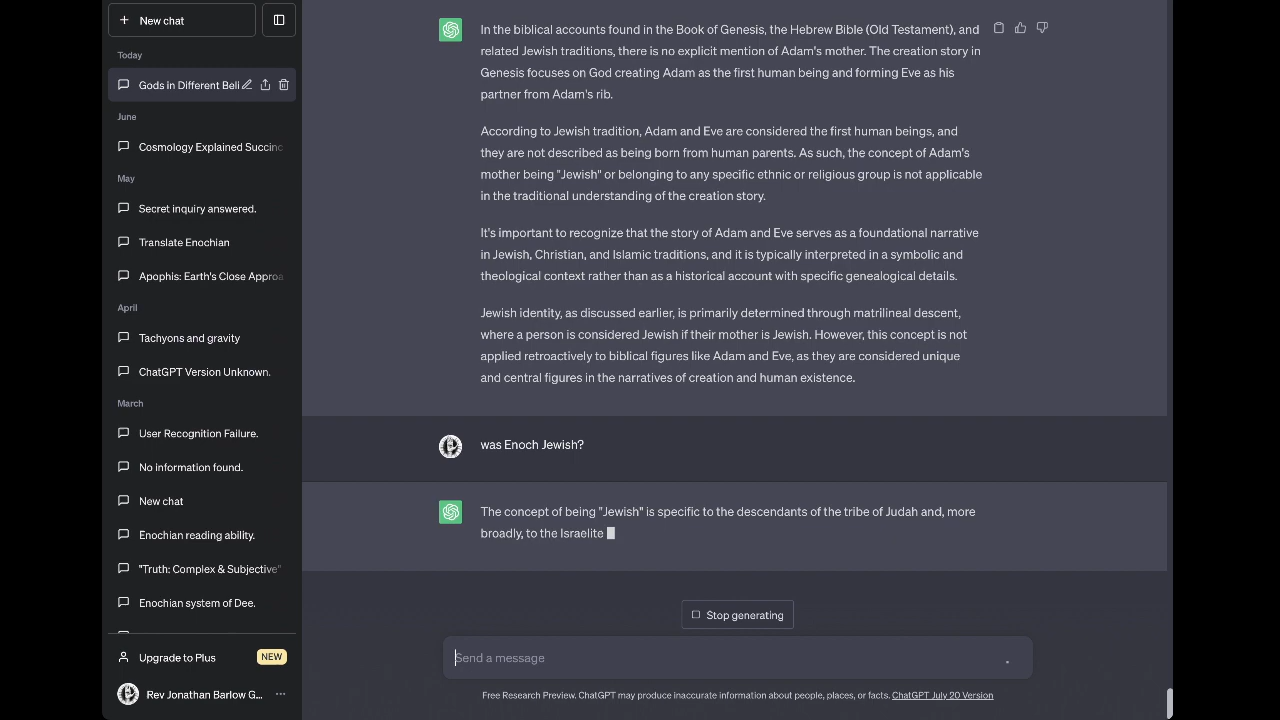 New chat
Today
Gods in Different Beli
June
Cosmology Explained Succinc
May
Secret inquiry answered.
Translate Enochian
Apophis: Earth's Close Approa
April
Tachyons and gravity
ChatGPT Version Unknown.
March
User Recognition Failure.
No information found.
New chat
Enochian reading ability.
"Truth: Complex & Subjective"
Enochian system of Dee.
Upgrade to Plus NEW
Rev Jonathan Barlow G...
In the biblical accounts found in the Book of Genesis, the Hebrew Bible (Old Testament), and
related Jewish traditions, there is no explicit mention of Adam's mother. The creation story in
Genesis focuses on God creating Adam as the first human being and forming Eve as his
partner from Adam's rib.
According to Jewish tradition, Adam and Eve are considered the first human beings, and
they are not described as being born from human parents. As such, the concept of Adam's
mother being "Jewish" or belonging to any specific ethnic or religious group is not applicable
in the traditional understanding of the creation story.
It's important to recognize that the story of Adam and Eve serves as a foundational narrative
in Jewish, Christian, and Islamic traditions, and it is typically interpreted in a symbolic and
theological context rather than as a historical account with specific genealogical details.
Jewish identity, as discussed earlier, is primarily determined through matrilineal descent,
where a person is considered Jewish if their mother is Jewish. However, this concept is not
applied retroactively to biblical figures like Adam and Eve, as they are considered unique
and central figures in the narratives of creation and human existence.
was Enoch Jewish?
The concept of being "Jewish" is specific to the descendants of the tribe of Judah and, more
broadly, to the Israelite
Stop generating
Send a message
Free Research Preview. ChatGPT may produce inaccurate information about people, places, or facts. ChatGPT July 20 Version